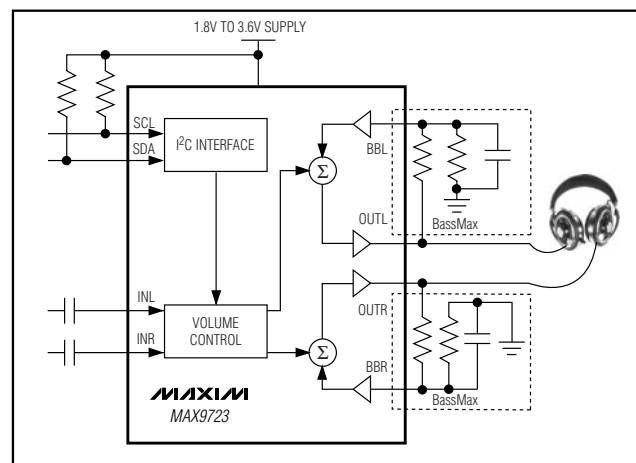 1.8V TO 3.6V SUPPLY
SCL
SDA
I²C INTERFACE
BBL
Σ
OUTL
BassMax
INL
INR
VOLUME
CONTROL
OUTR
Σ
BBR
BassMax
MAXIM
MAX9723